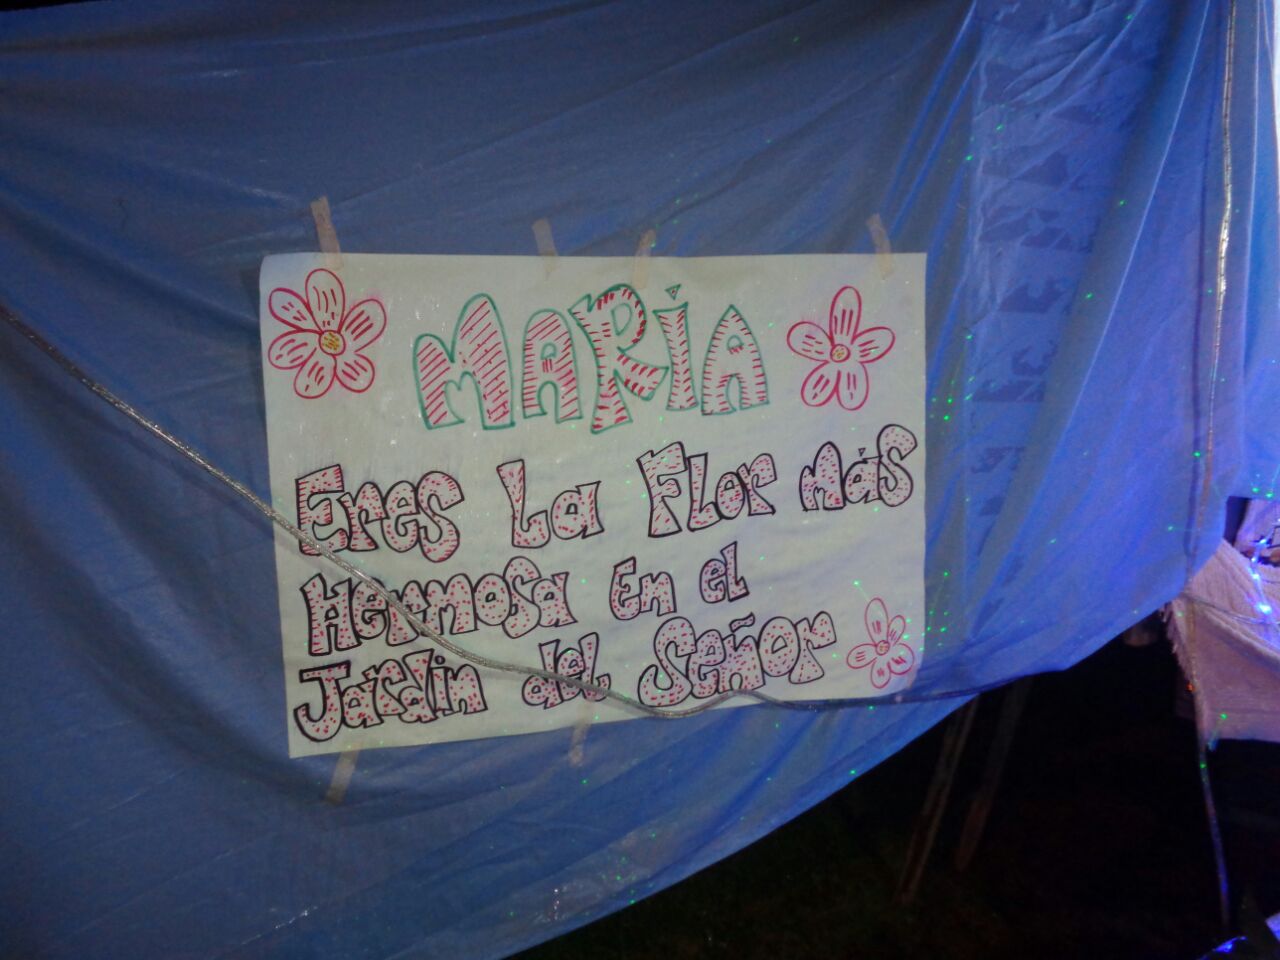 MARiA
Eres La Flor más
Hermosa En el
Jardin del Señor